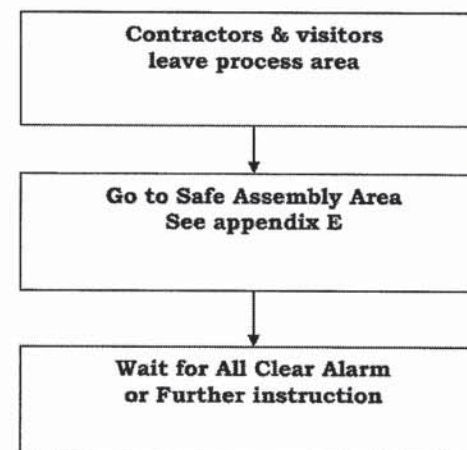 Contractors & visitors
leave process area
Go to Safe Assembly Area
See appendix E
Wait for All Clear Alarm
or Further instruction